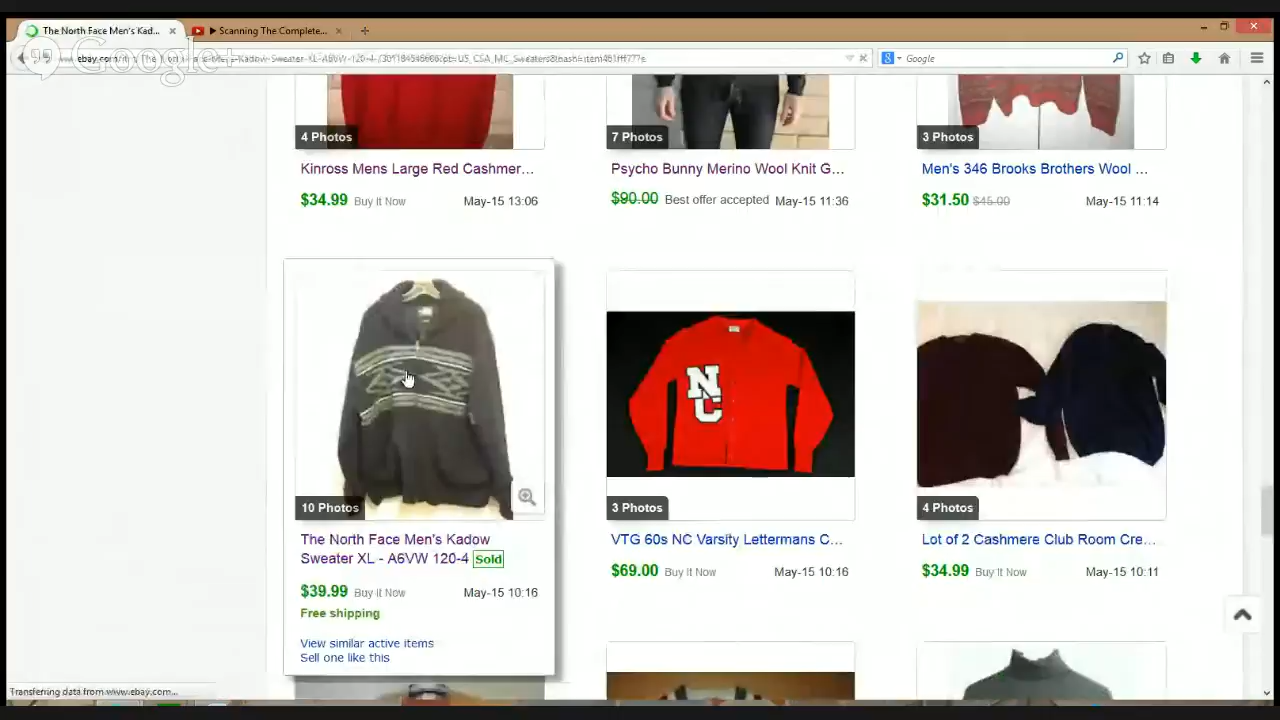 The North Face Men's Kad...
▶ Scanning The Complete...
Google+
Google
4 Photos
7 Photos
3 Photos
Kinross Mens Large Red Cashmer...
Psycho Bunny Merino Wool Knit G...
Men's 346 Brooks Brothers Wool ...
$34.99 Buy It Now May-15 13:06
$90.00 Best offer accepted May-15 11:36
$31.50 $45.00 May-15 11:14
NC
10 Photos
3 Photos
4 Photos
The North Face Men's Kadow
Sweater XL - A6VW 120-4 Sold
VTG 60s NC Varsity Lettermans C...
Lot of 2 Cashmere Club Room Cre...
$39.99 Buy It Now May-15 10:16
$69.00 Buy It Now May-15 10:16
$34.99 Buy It Now May-15 10:11
Free shipping
View similar active items
Sell one like this
Transferring data from www.ebay.com...